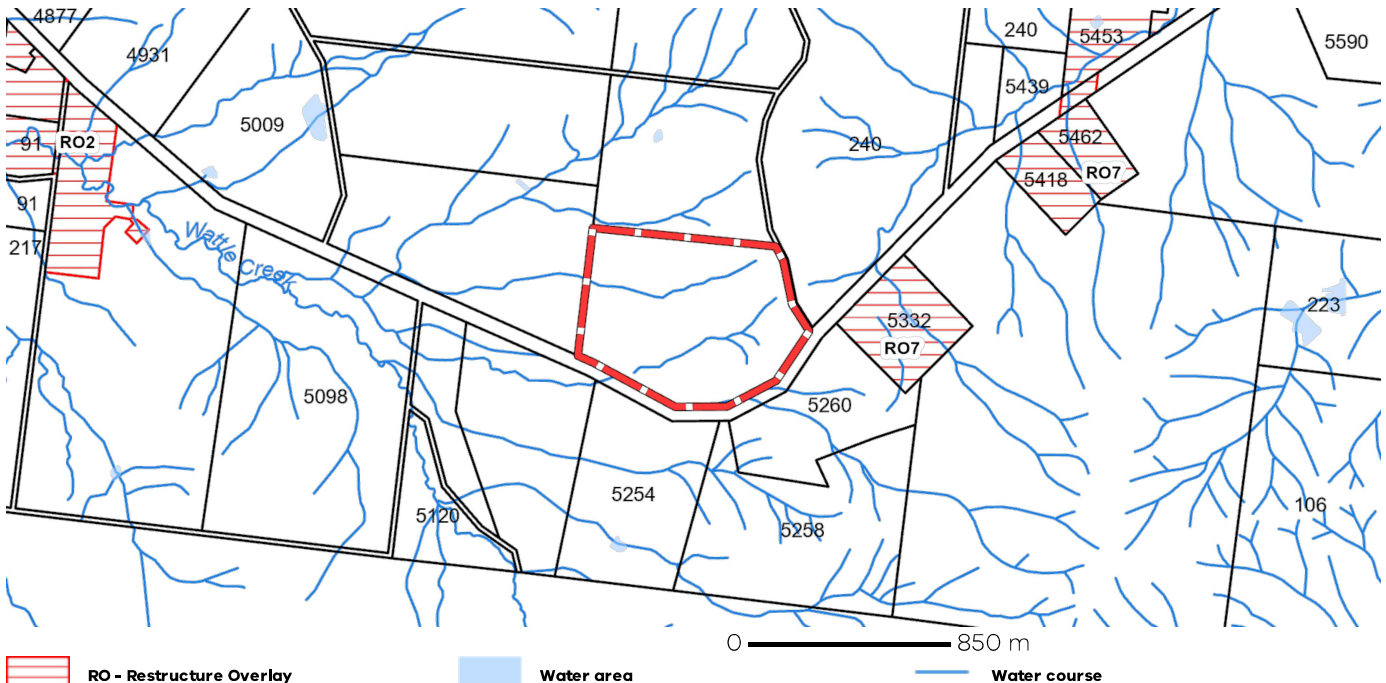 4877
4931
240
5453
5590
5439
5009
91
RO2
240
5462
5418
RO7
91
217
Wattle Creek
223
5332
RO7
5098
5260
5254
106
5120
5258
0
850 m
RO - Restructure Overlay
Water area
Water course